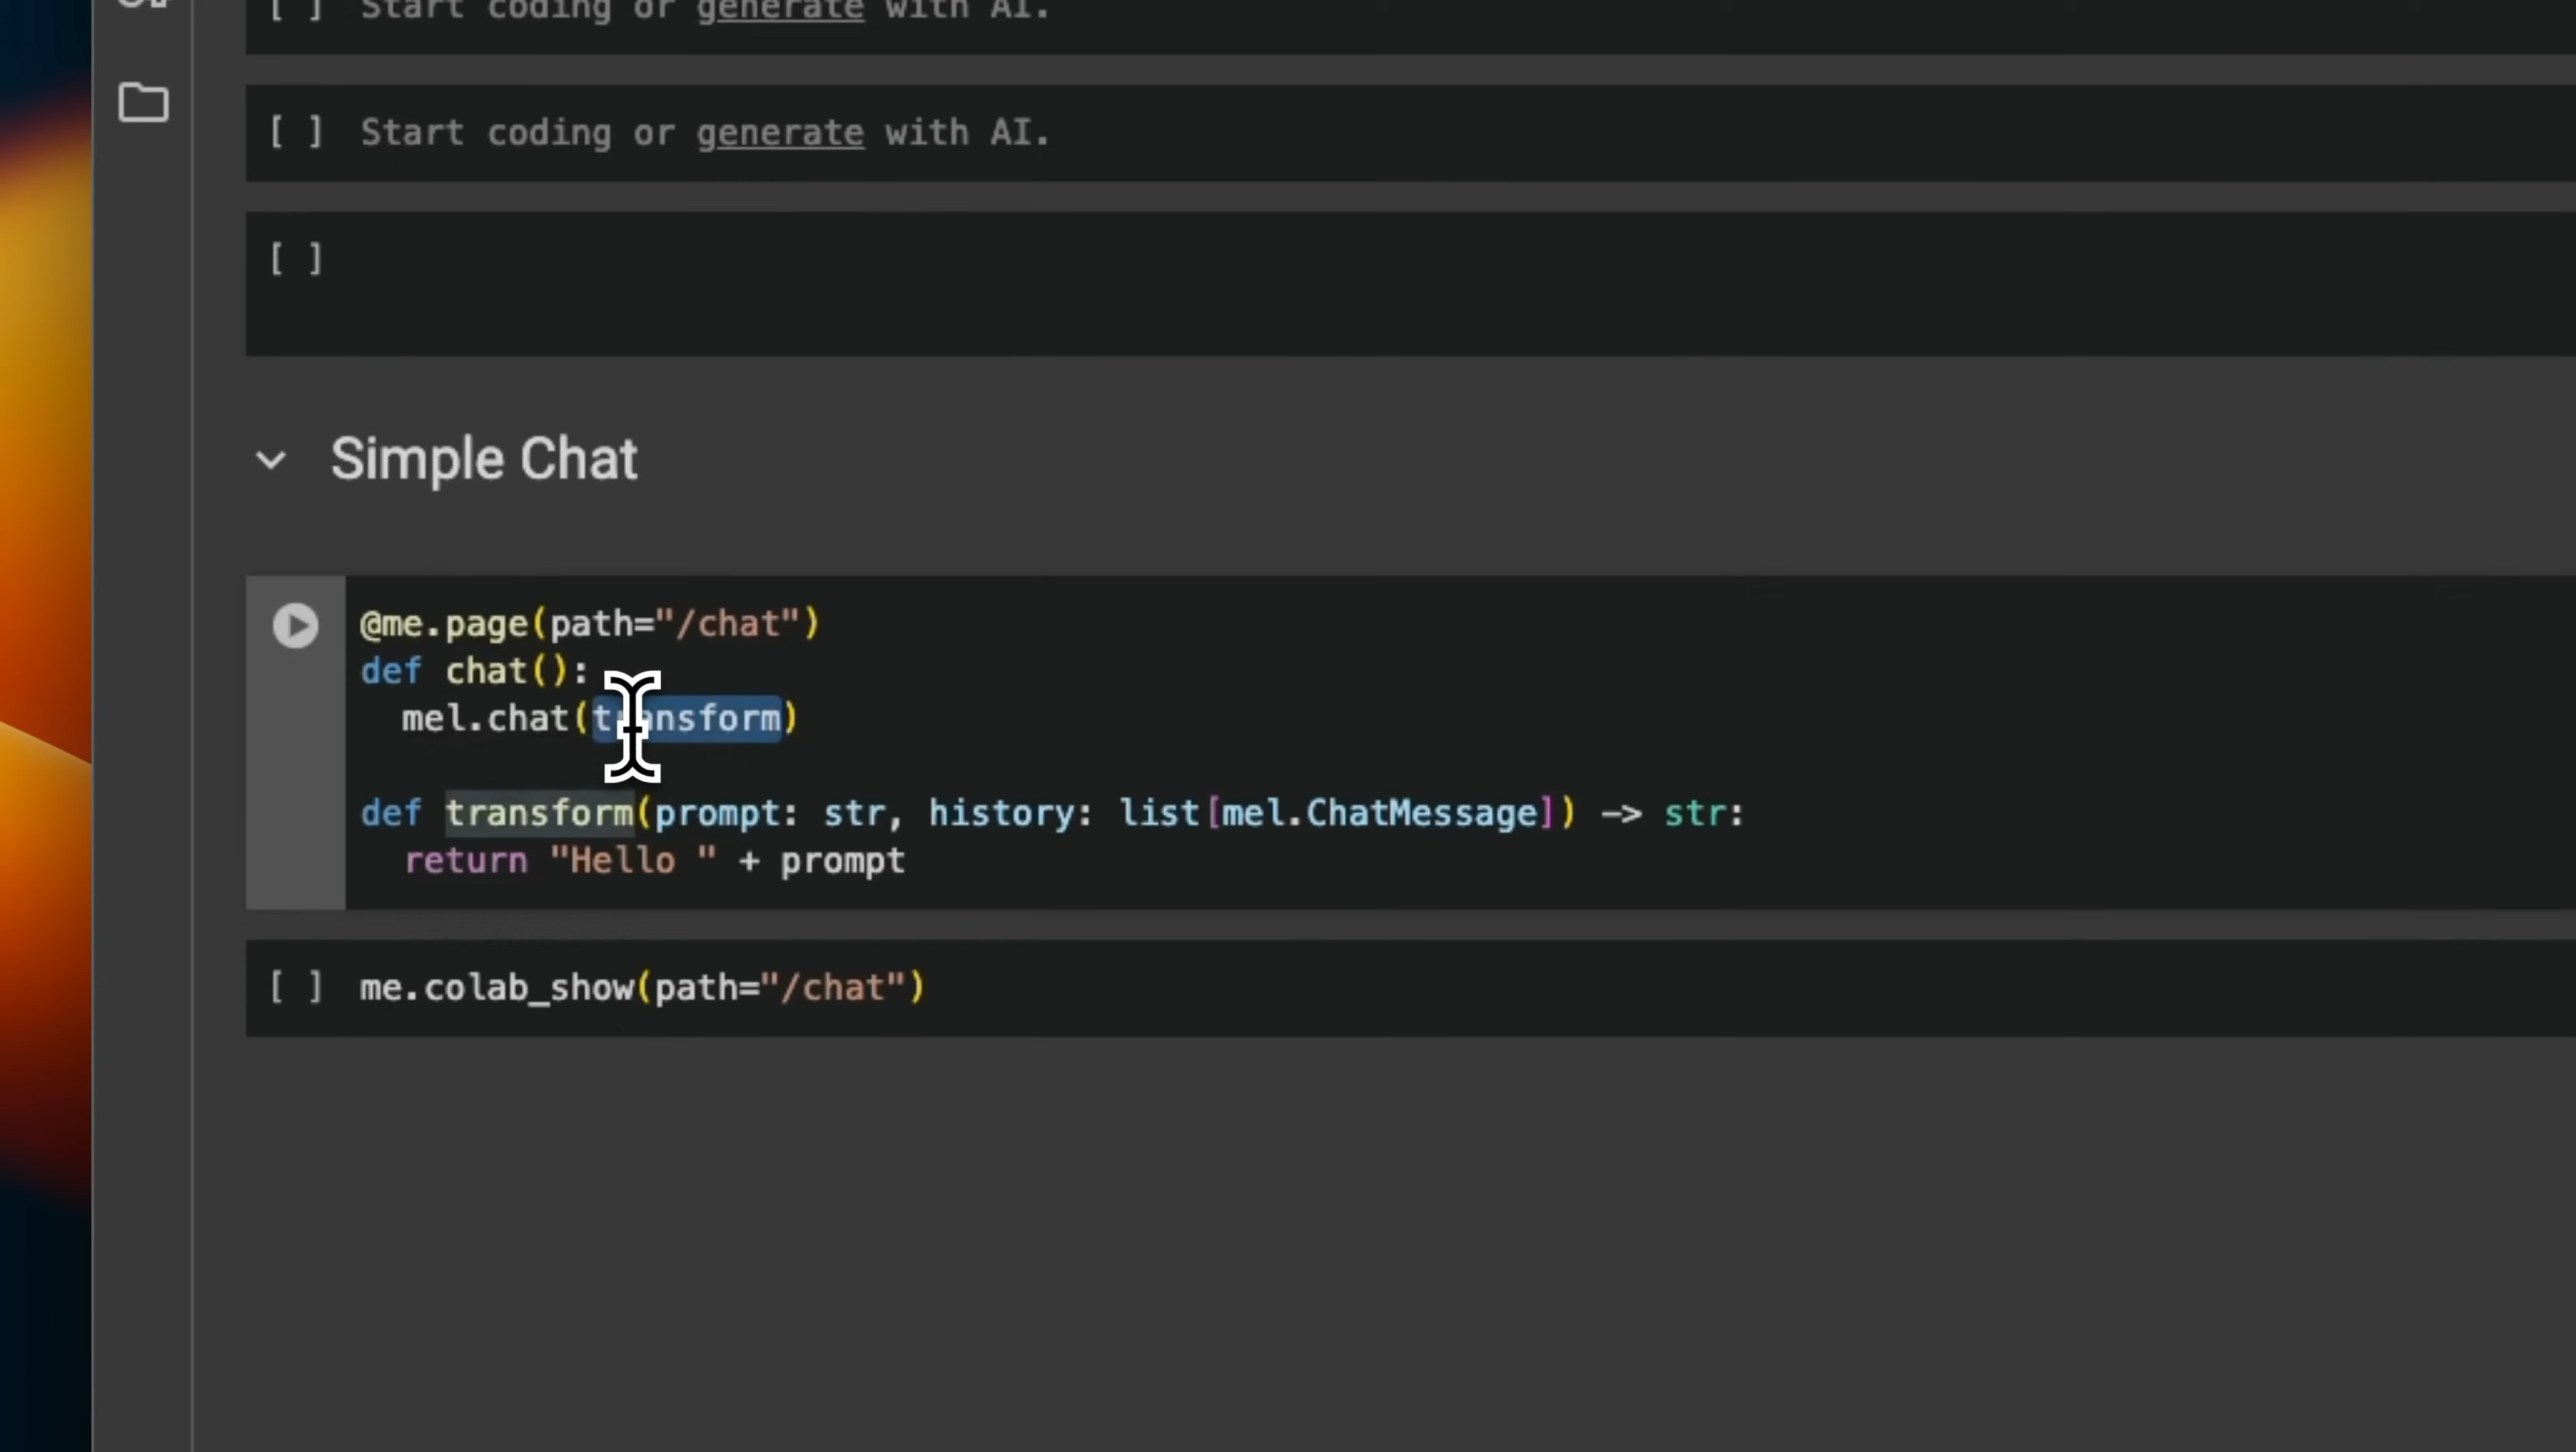 [ ] Start coding or generate with AI.
[ ] Start coding or generate with AI.
[ ]
Simple Chat
@me.page(path="/chat")
def chat():
  mel.chat(transform)
def transform(prompt: str, history: list[mel.ChatMessage]) -> str:
  return "Hello " + prompt
[ ] me.colab_show(path="/chat")